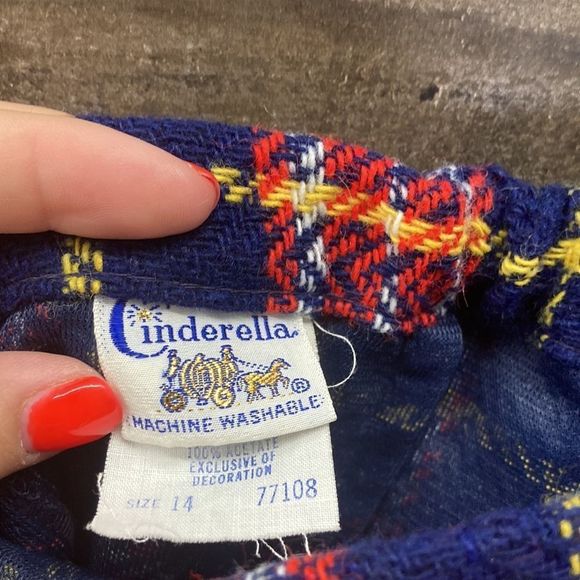 Cinderella
®
MACHINE WASHABLE
100% ACETATE
EXCLUSIVE OF
DECORATION
SIZE 14 77108